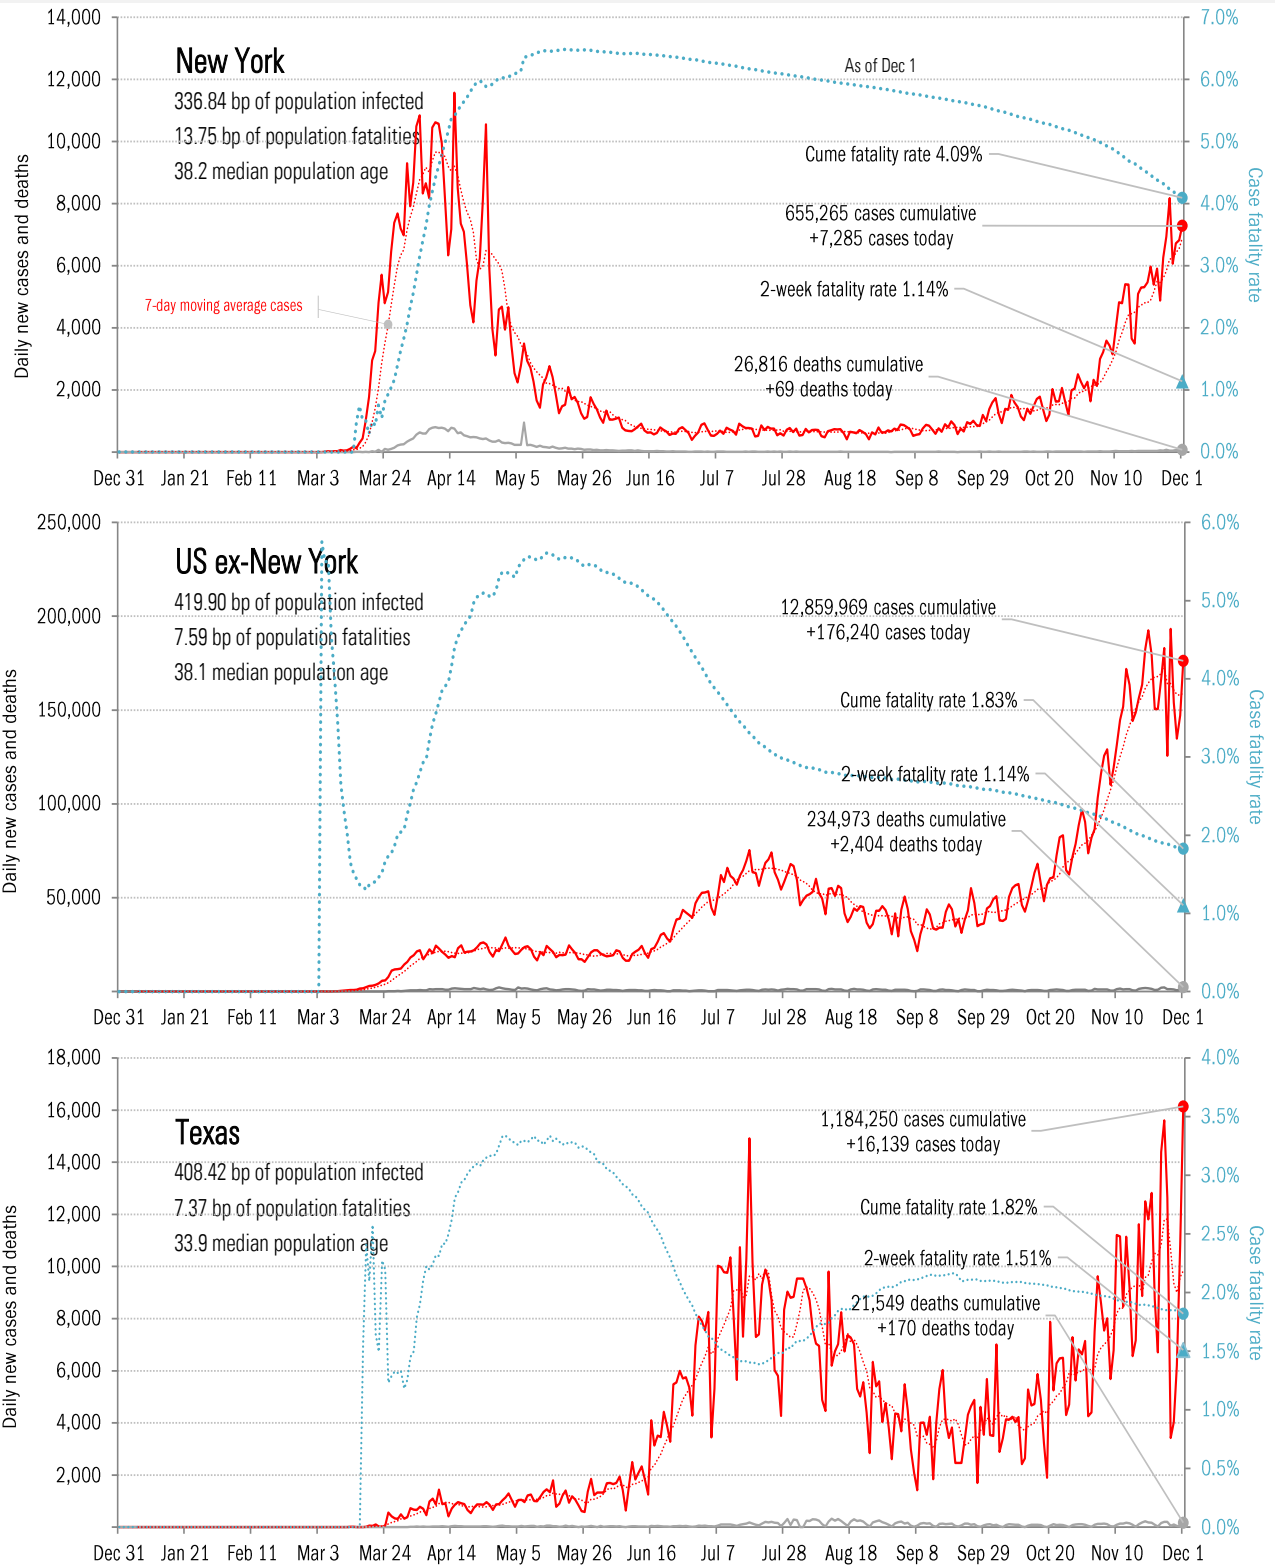 14,000
12,000
10,000
8,000
6,000
4,000
2,000
Daily new cases and deaths
7.0%
6.0%
5.0%
4.0%
3.0%
2.0%
1.0%
0.0%
Case fatality rate
New York
336.84 bp of population infected
13.75 bp of population fatalities
38.2 median population age
7-day moving average cases
As of Dec 1
Cume fatality rate 4.09%
655,265 cases cumulative
+7,285 cases today
2-week fatality rate 1.14%
26,816 deaths cumulative
+69 deaths today
Dec 31 Jan 21 Feb 11 Mar 3 Mar 24 Apr 14 May 5 May 26 Jun 16 Jul 7 Jul 28 Aug 18 Sep 8 Sep 29 Oct 20 Nov 10 Dec 1
250,000
200,000
150,000
100,000
50,000
Daily new cases and deaths
6.0%
5.0%
4.0%
3.0%
2.0%
1.0%
0.0%
Case fatality rate
US ex-New York
419.90 bp of population infected
7.59 bp of population fatalities
38.1 median population age
12,859,969 cases cumulative
+176,240 cases today
Cume fatality rate 1.83%
2-week fatality rate 1.14%
234,973 deaths cumulative
+2,404 deaths today
Dec 31 Jan 21 Feb 11 Mar 3 Mar 24 Apr 14 May 5 May 26 Jun 16 Jul 7 Jul 28 Aug 18 Sep 8 Sep 29 Oct 20 Nov 10 Dec 1
18,000
16,000
14,000
12,000
10,000
8,000
6,000
4,000
2,000
Daily new cases and deaths
4.0%
3.5%
3.0%
2.5%
2.0%
1.5%
1.0%
0.5%
0.0%
Case fatality rate
Texas
408.42 bp of population infected
7.37 bp of population fatalities
33.9 median population age
1,184,250 cases cumulative
+16,139 cases today
Cume fatality rate 1.82%
2-week fatality rate 1.51%
21,549 deaths cumulative
+170 deaths today
Dec 31 Jan 21 Feb 11 Mar 3 Mar 24 Apr 14 May 5 May 26 Jun 16 Jul 7 Jul 28 Aug 18 Sep 8 Sep 29 Oct 20 Nov 10 Dec 1